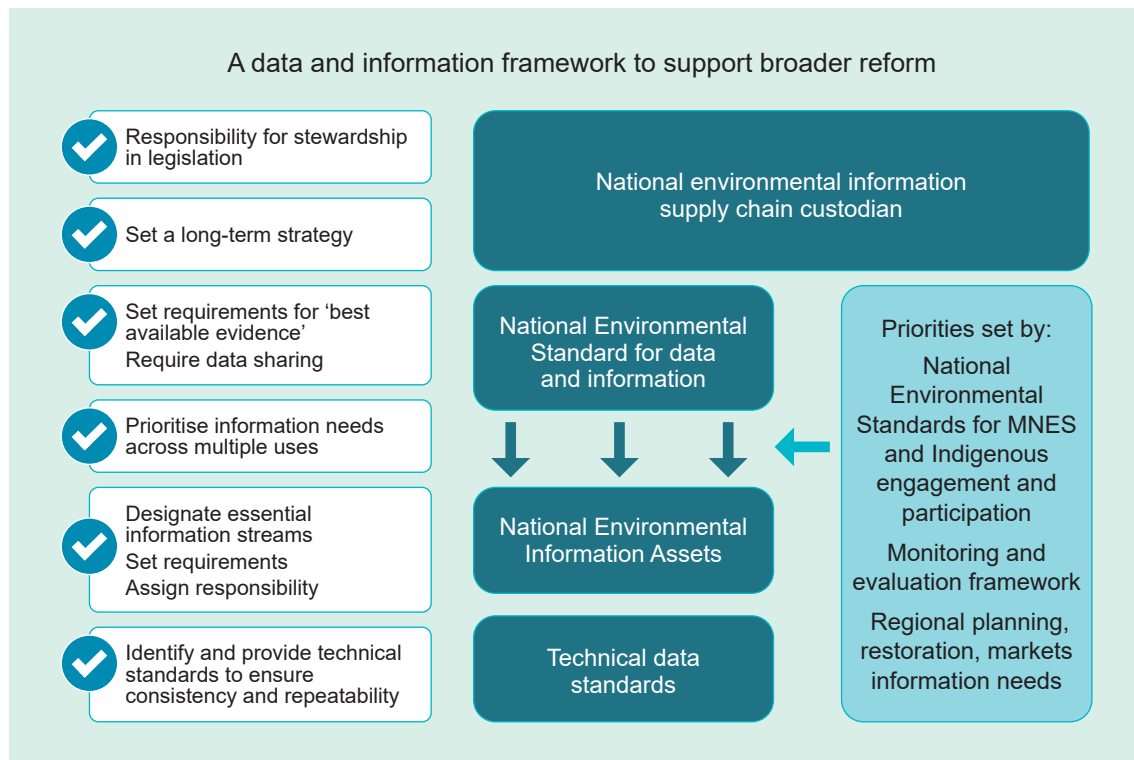 A data and information framework to support broader reform
Responsibility for stewardship
in legislation
Set a long-term strategy
Set requirements for ‘best
available evidence’
Require data sharing
Prioritise information needs
across multiple uses
Designate essential
information streams
Set requirements
Assign responsibility
Identify and provide technical
standards to ensure
consistency and repeatability
National environmental information
supply chain custodian
National Environmental
Standard for data
and information
National Environmental
Information Assets
Technical data
standards
Priorities set by:
National
Environmental
Standards for MNES
and Indigenous
engagement and
participation
Monitoring and
evaluation framework
Regional planning,
restoration, markets
information needs